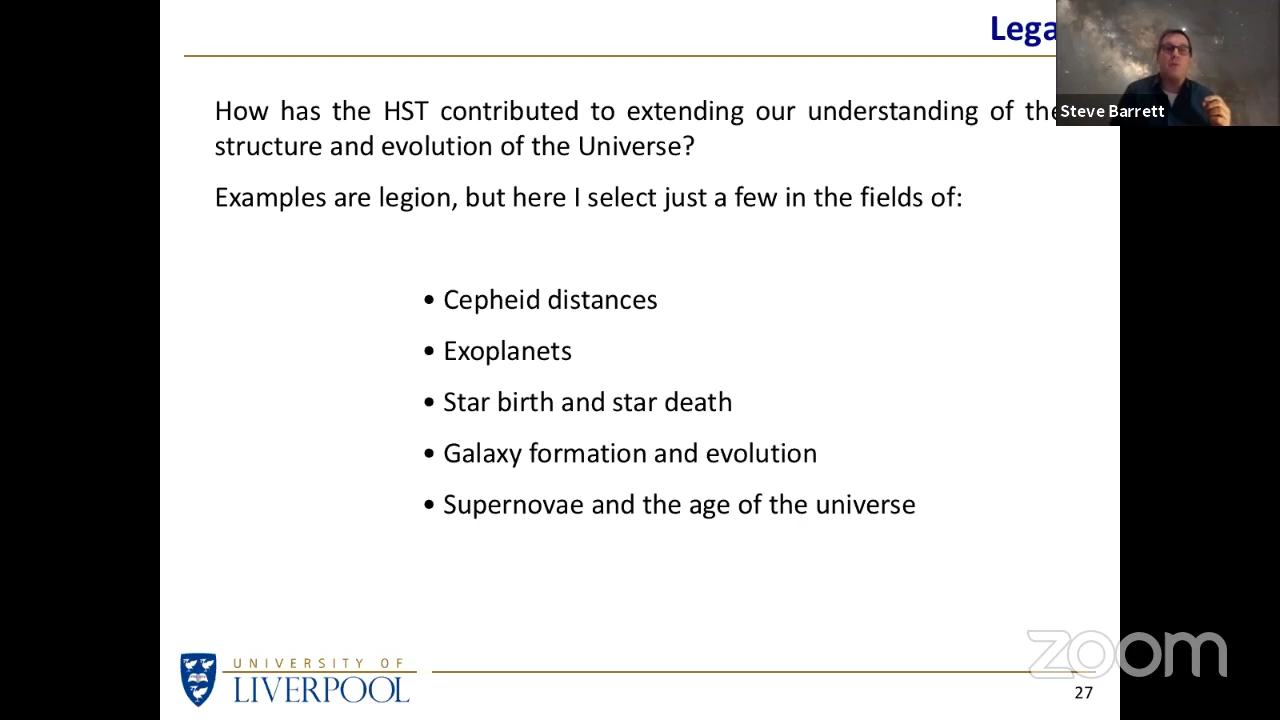 Lega
Steve Barrett
How has the HST contributed to extending our understanding of the
structure and evolution of the Universe?
Examples are legion, but here I select just a few in the fields of:
• Cepheid distances
• Exoplanets
• Star birth and star death
• Galaxy formation and evolution
• Supernovae and the age of the universe
UNIVERSITY OF
LIVERPOOL
zoom
27